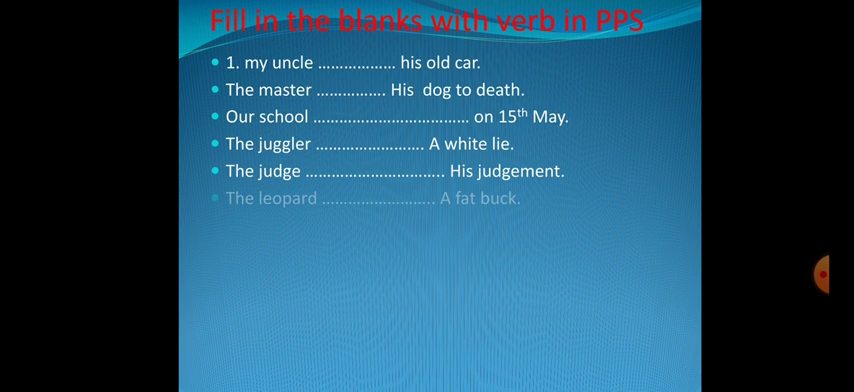 Fill in the blanks with verb in PPS
• 1. my uncle ................ his old car.
• The master ............... His dog to death.
• Our school .................................... on 15th May.
• The juggler ......................... A white lie.
• The judge ............................... His judgement.
• The leopard .......................... A fat buck.